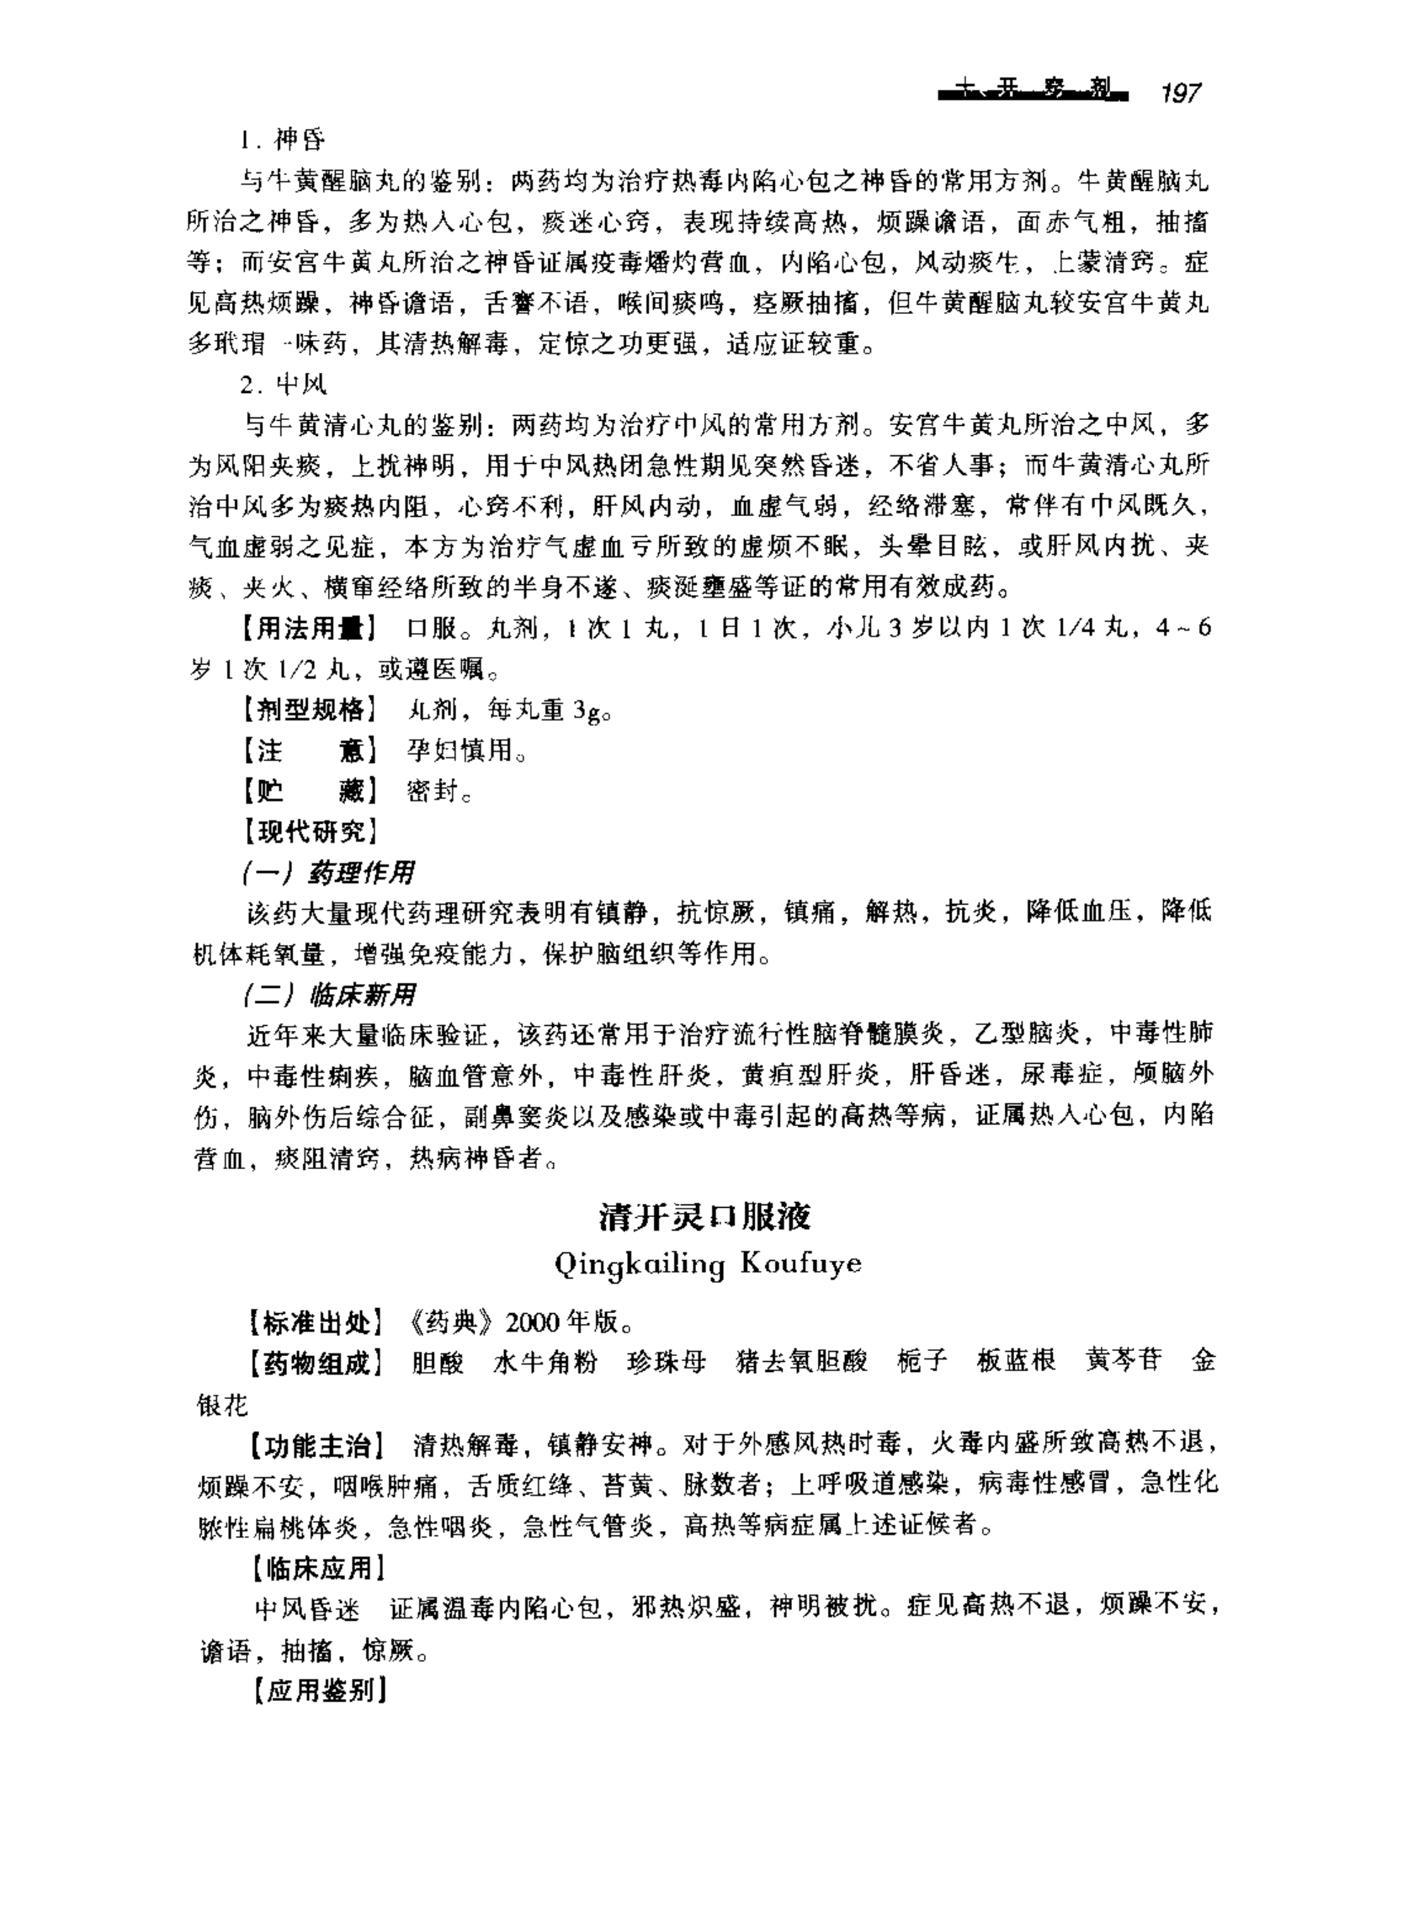 十、开窍剂 197
1. 神昏
与牛黄醒脑丸的鉴别：两药均为治疗热毒内陷心包之神昏的常用方剂。牛黄醒脑丸
所治之神昏，多为热人心包，痰迷心窍，表现持续高热，烦躁谵语，面赤气粗，抽搐
等；而安宫牛黄丸所治之神昏证属疫毒燔灼营血，内陷心包，风动痰生，上蒙清窍。症
见高热烦躁，神昏谵语，舌謇不语，喉间痰鸣，痉厥抽搐，但牛黄醒脑丸较安宫牛黄丸
多玳瑁一味药，其清热解毒，定惊之功更强，适应证较重。
2. 中风
与牛黄清心丸的鉴别：两药均为治疗中风的常用方剂。安宫牛黄丸所治之中风，多
为风阳夹痰，上扰神明，用于中风热闭急性期见突然昏迷，不省人事；而牛黄清心丸所
治中风多为痰热内阻，心窍不利，肝风内动，血虚气弱，经络滞塞，常伴有中风既久，
气血虚弱之见症，本方为治疗气虚血亏所致的虚烦不眠，头晕目眩，或肝风内扰、夹
痰、夹火、横窜经络所致的半身不遂、痰涎壅盛等证的常用有效成药。
【用法用量】 口服。丸剂，1次1丸，1日1次，小儿3岁以内1次1/4丸，4~6
岁1次1/2丸，或遵医嘱。
【剂型规格】 丸剂，每丸重3g。
【注　　意】 孕妇慎用。
【贮　　藏】 密封。
【现代研究】
（一）药理作用
该药大量现代药理研究表明有镇静，抗惊厥，镇痛，解热，抗炎，降低血压，降低
机体耗氧量，增强免疫能力，保护脑组织等作用。
（二）临床新用
近年来大量临床验证，该药还常用于治疗流行性脑脊髓膜炎，乙型脑炎，中毒性肺
炎，中毒性痢疾，脑血管意外，中毒性肝炎，黄疸型肝炎，肝昏迷，尿毒症，颅脑外
伤，脑外伤后综合征，副鼻窦炎以及感染或中毒引起的高热等病，证属热人心包，内陷
营血，痰阻清窍，热病神昏者。
清开灵口服液
Qingkailing Koufuye
【标准出处】 《药典》2000年版。
【药物组成】 胆酸　水牛角粉　珍珠母　猪去氧胆酸　栀子　板蓝根　黄芩苷　金
银花
【功能主治】 清热解毒，镇静安神。对于外感风热时毒，火毒内盛所致高热不退，
烦躁不安，咽喉肿痛，舌质红绛、苔黄、脉数者；上呼吸道感染，病毒性感冒，急性化
脓性扁桃体炎，急性咽炎，急性气管炎，高热等病症属上述证候者。
【临床应用】
中风昏迷　证属温毒内陷心包，邪热炽盛，神明被扰。症见高热不退，烦躁不安，
谵语，抽搐，惊厥。
【应用鉴别】